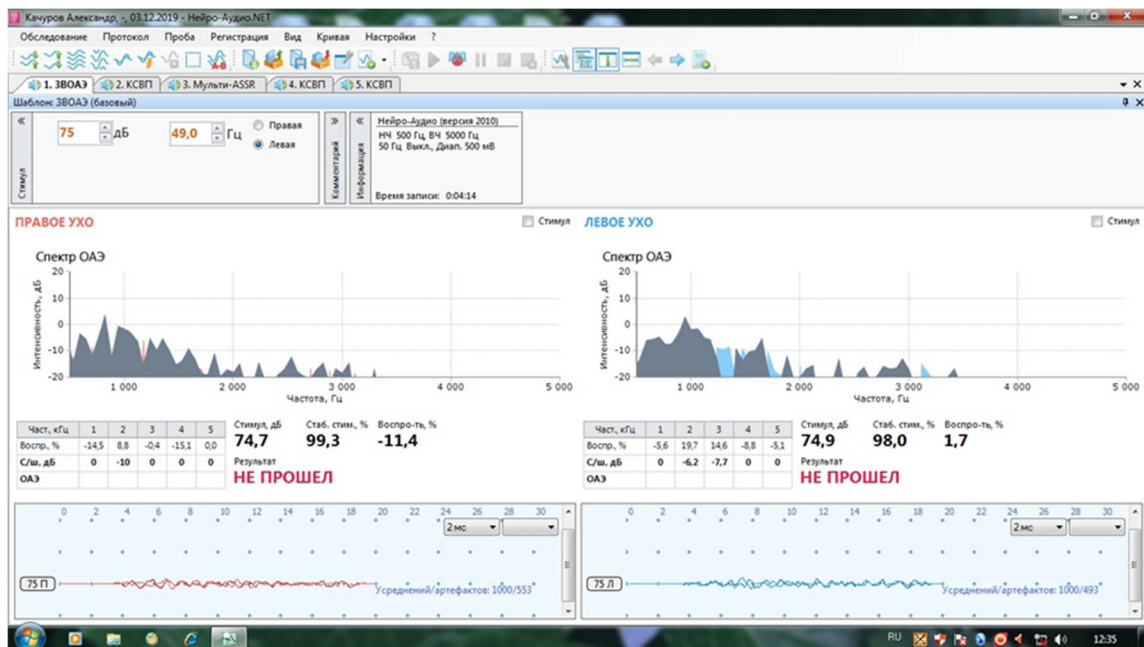 Качуров Александр, -, 03.12.2019 - Нейро-Аудио.NET
Обследование Протокол Проба Регистрация Вид Кривая Настройки ?
1. ЗВОАЭ 2. КСВП 3. Мульти-ASSR 4. КСВП 5. КСВП
Шаблон: ЗВОАЭ (базовый)
Стимул
75 дБ 49,0 Гц
Правая
Левая
Комментарий
Информация
Нейро-Аудио (версия 2010)
НЧ 500 Гц, ВЧ 5000 Гц
50 Гц Выкл., Диап. 500 мВ
Время записи: 0:04:14
ПРАВОЕ УХО
Стимул
Спектр ОАЭ
Интенсивность, дБ
20
10
0
-10
-20
1 000 2 000 3 000 4 000 5 000
Частота, Гц
Част., кГц 1 2 3 4 5
Воспр., % -14,5 8,8 -0,4 -15,1 0,0
С/ш, дБ 0 -10 0 0 0
ОАЭ
Стимул, дБ Стаб. стим., % Воспро-ть, %
74,7 99,3 -11,4
Результат
НЕ ПРОШЕЛ
0 2 4 6 8 10 12 14 16 18 20 22 24 26 28 30
2 мс
75 П
Усреднений/артефактов: 1000/553
ЛЕВОЕ УХО
Стимул
Спектр ОАЭ
Интенсивность, дБ
20
10
0
-10
-20
1 000 2 000 3 000 4 000 5 000
Частота, Гц
Част., кГц 1 2 3 4 5
Воспр., % -5,6 19,7 14,6 -8,8 -5,1
С/ш, дБ 0 -6,2 -7,7 0 0
ОАЭ
Стимул, дБ Стаб. стим., % Воспро-ть, %
74,9 98,0 1,7
Результат
НЕ ПРОШЕЛ
0 2 4 6 8 10 12 14 16 18 20 22 24 26 28 30
2 мс
75 Л
Усреднений/артефактов: 1000/493
RU 12:35